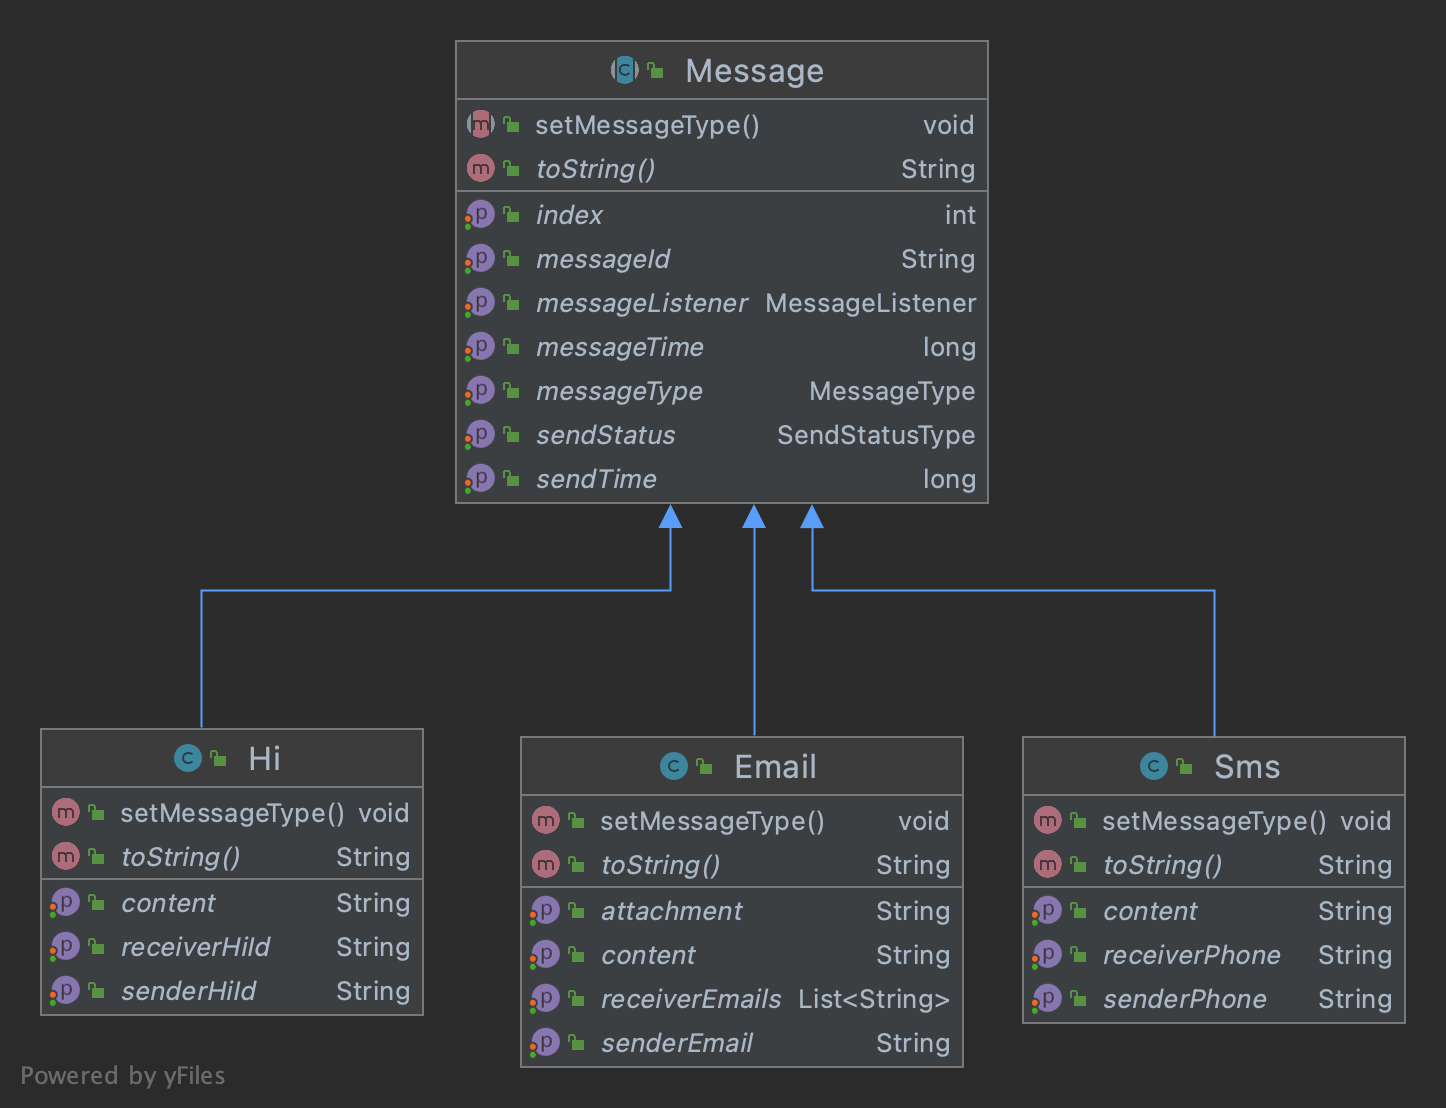 Message
setMessageType() void
toString() String
index int
messageId String
messageListener MessageListener
messageTime long
messageType MessageType
sendStatus SendStatusType
sendTime long
Hi
setMessageType() void
toString() String
content String
receiverHiId String
senderHiId String
Email
setMessageType() void
toString() String
attachment String
content String
receiverEmails List<String>
senderEmail String
Sms
setMessageType() void
toString() String
content String
receiverPhone String
senderPhone String
Powered by yFiles